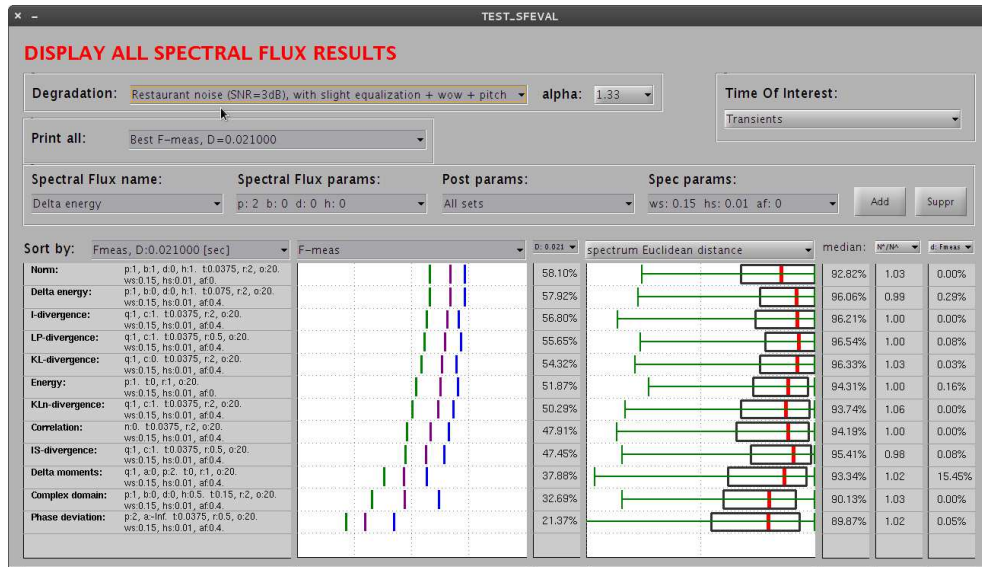 TEST_SFEVAL
DISPLAY ALL SPECTRAL FLUX RESULTS
Degradation: Restaurant noise (SNR=3dB), with slight equalization + wow + pitch alpha: 1.33 Time Of Interest:
Transients
Print all: Best F-meas, D=0.021000
Spectral Flux name: Spectral Flux params: Post params: Spec params:
Delta energy p: 2 b: 0 d: 0 h: 0 All sets ws: 0.15 hs: 0.01 af: 0 Add Suppr
Sort by: Fmeas, D:0.021000 [sec] F-meas D: 0.021 spectrum Euclidean distance median: N°/N^ d: Fmeas
Norm: p:1, b:1, d:0, h:1. t:0.0375, r:2, o:20. 58.10% 92.82% 1.03 0.00%
ws:0.15, hs:0.01, af:0.
Delta energy: p:1, b:0, d:0, h:1. t:0.075, r:2, o:20. 57.92% 96.06% 0.99 0.29%
ws:0.15, hs:0.01, af:0.4.
I-divergence: q:1, c:1. t:0.0375, r:2, o:20. 56.80% 96.21% 1.00 0.00%
ws:0.15, hs:0.01, af:0.4.
LP-divergence: q:1, c:1. t:0.0375, r:0.5, o:20. 55.65% 96.54% 1.00 0.08%
ws:0.15, hs:0.01, af:0.4.
KL-divergence: q:1, c:0. t:0.0375, r:2, o:20. 54.32% 96.33% 1.03 0.03%
ws:0.15, hs:0.01, af:0.4.
Energy: p:1. t:0, r:1, o:20. 51.87% 94.31% 1.00 0.16%
ws:0.15, hs:0.01, af:0.
KLn-divergence: q:1, c:1. t:0.0375, r:2, o:20. 50.29% 93.74% 1.06 0.00%
ws:0.15, hs:0.01, af:0.4.
Correlation: n:0. t:0.0375, r:2, o:20. 47.91% 94.19% 1.00 0.00%
ws:0.15, hs:0.01, af:0.4.
IS-divergence: q:1, c:1. t:0.0375, r:0.5, o:20. 47.45% 95.41% 0.98 0.08%
ws:0.15, hs:0.01, af:0.4.
Delta moments: q:1, a:0, p:2. t:0, r:1, o:20. 37.88% 93.34% 1.02 15.45%
ws:0.15, hs:0.01, af:0.4.
Complex domain: p:1, b:0, d:0, h:0.5. t:0.15, r:2, o:20. 32.69% 90.13% 1.03 0.00%
ws:0.15, hs:0.01, af:0.4.
Phase deviation: p:2, a:-Inf. t:0.0375, r:0.5, o:20. 21.37% 89.87% 1.02 0.05%
ws:0.15, hs:0.01, af:0.4.